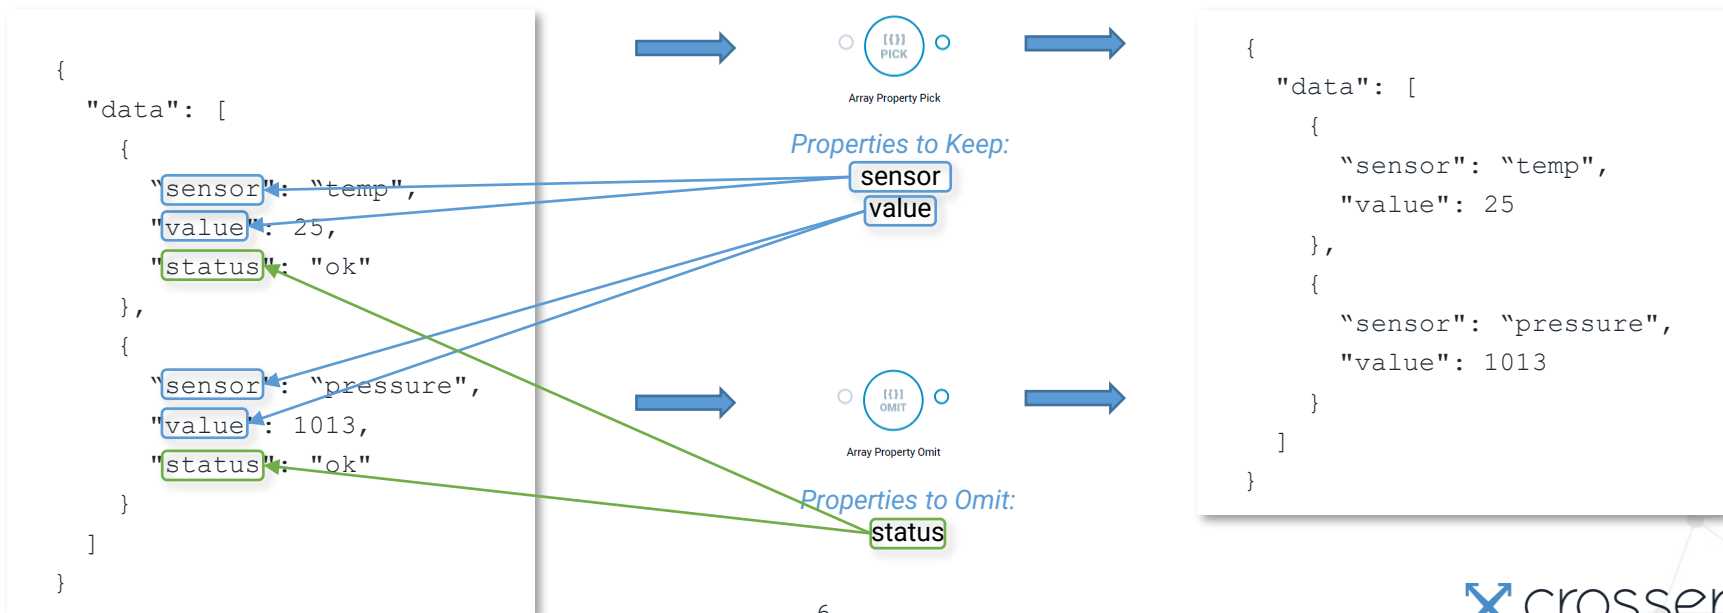 {
"data": [
{
“sensor": “temp",
"value": 25,
"status": "ok"
},
{
“sensor": “pressure",
"value": 1013,
"status": "ok"
}
]
}
[{}]
PICK
Array Property Pick
Properties to Keep:
sensor
value
[{}]
OMIT
Array Property Omit
Properties to Omit:
status
6
{
"data": [
{
“sensor": “temp",
"value": 25
},
{
“sensor": “pressure",
"value": 1013
}
]
}
crosser